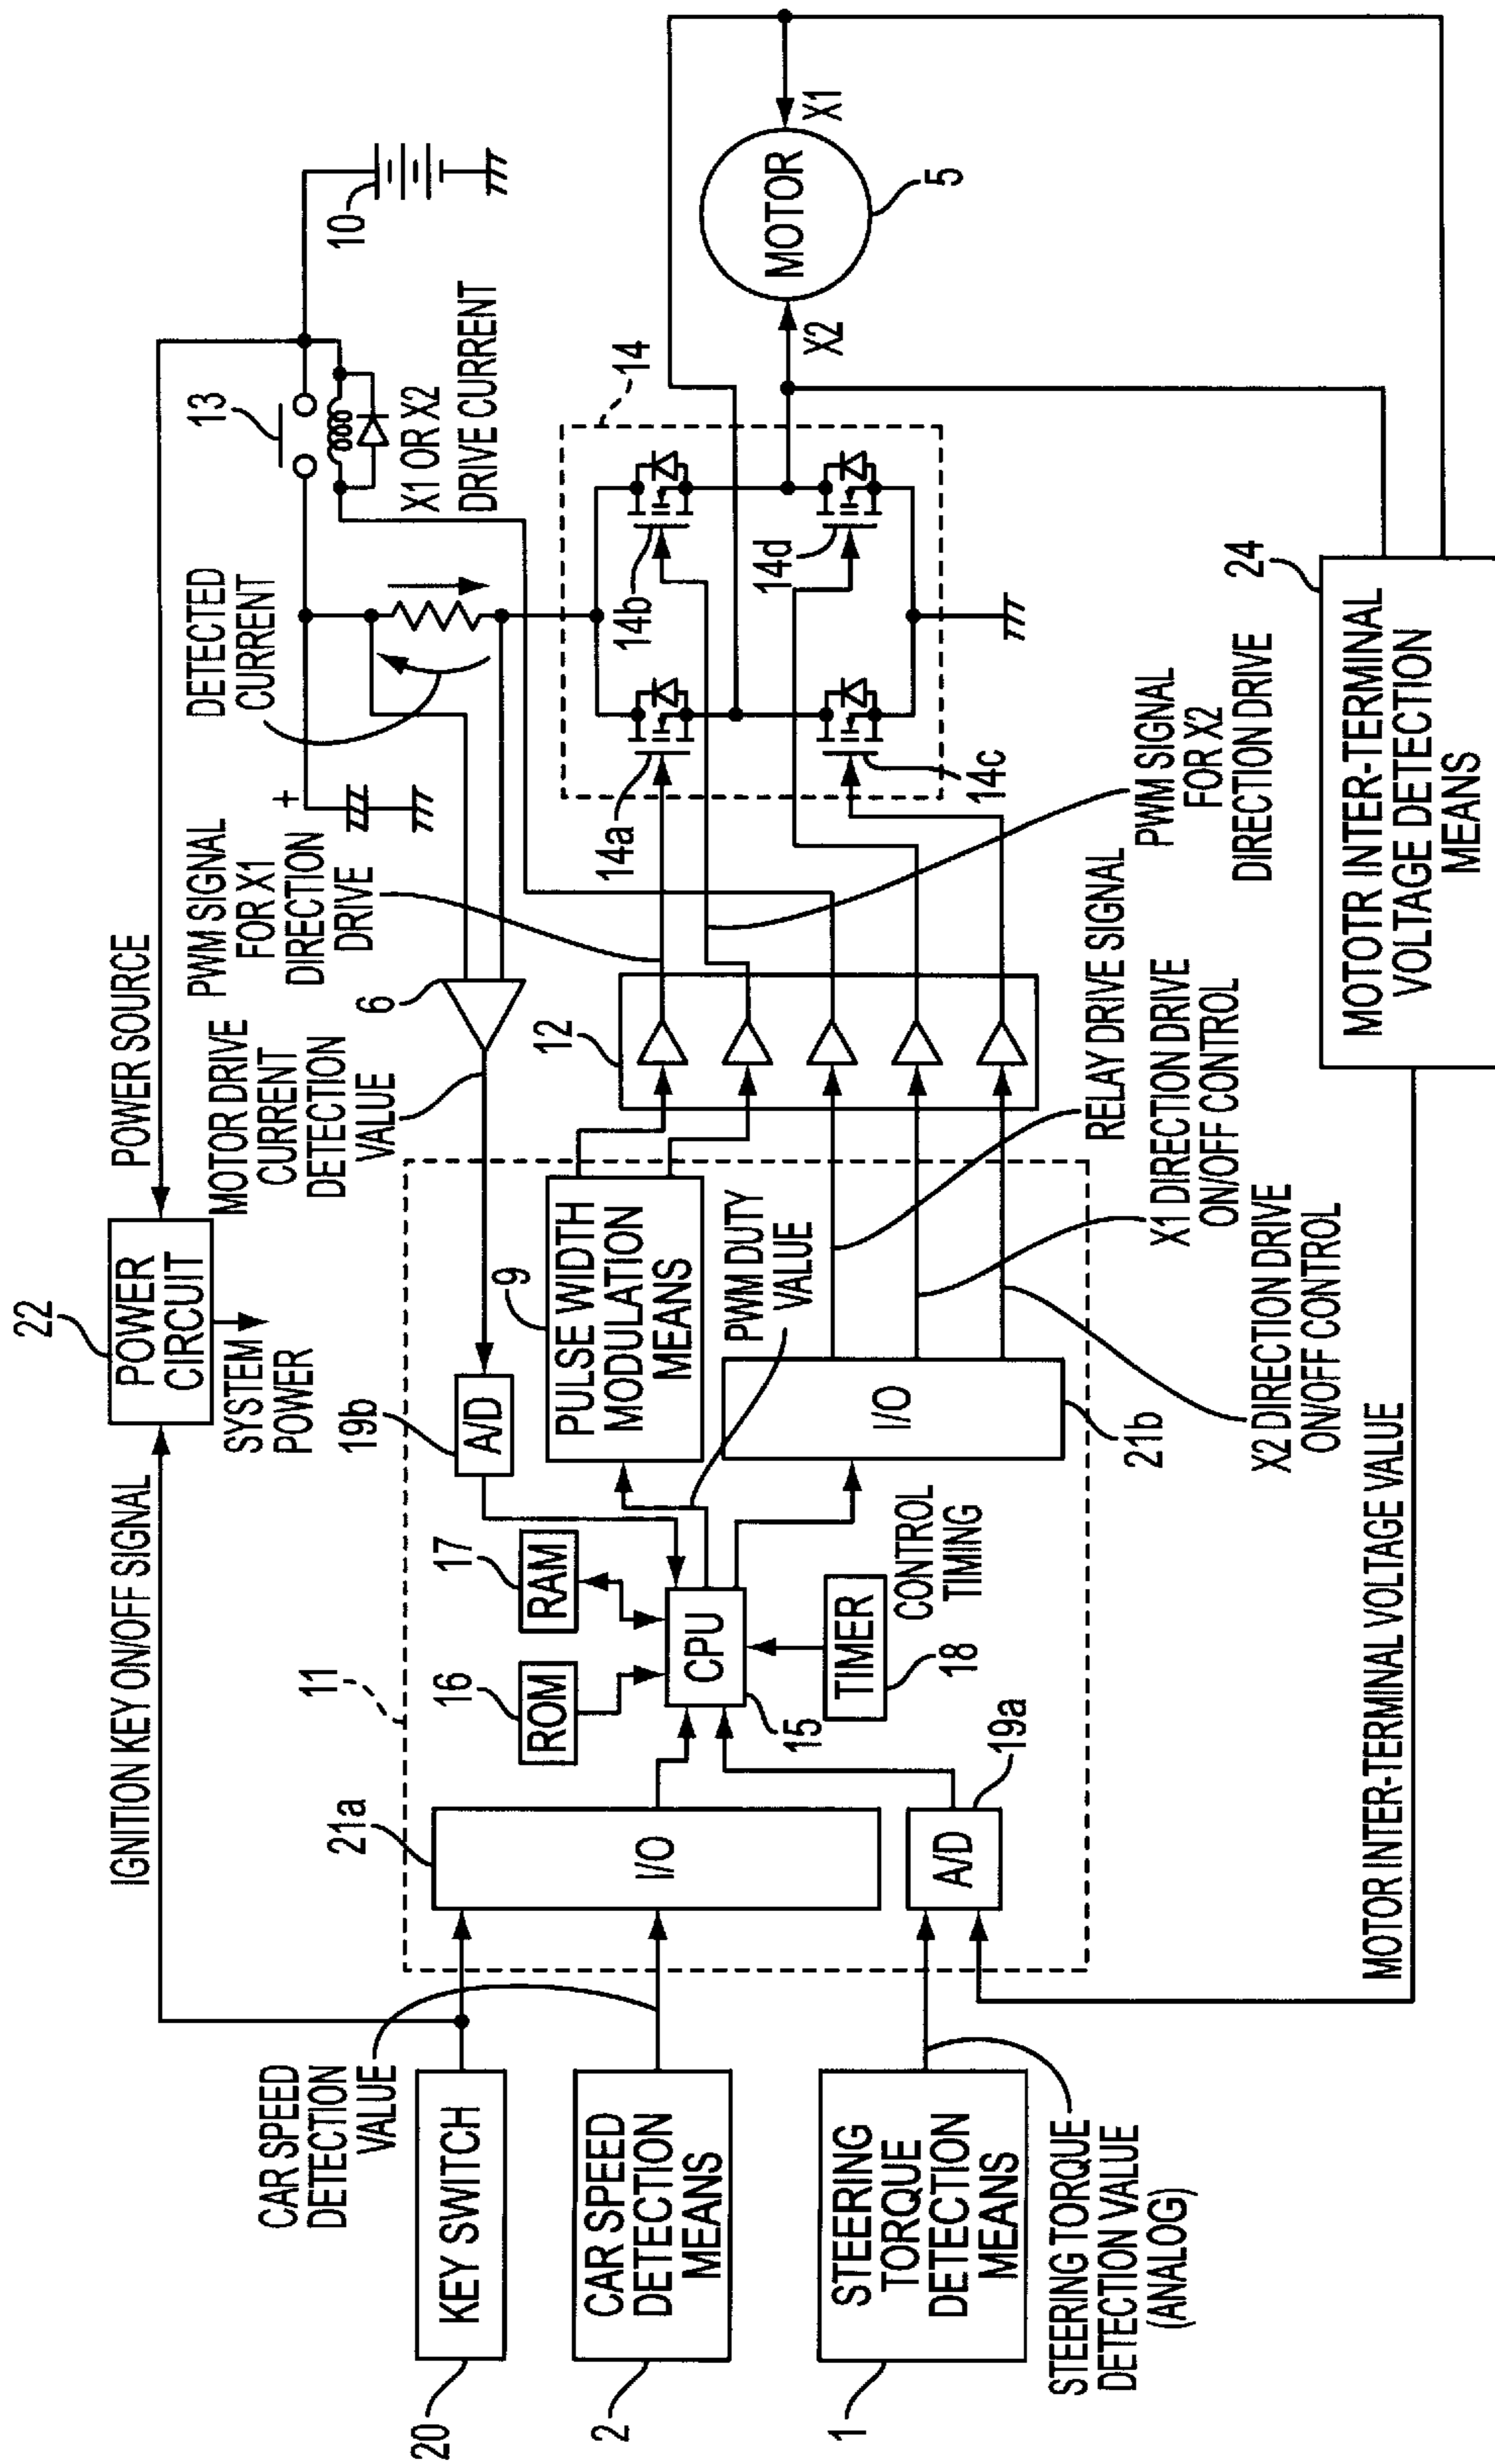 22
POWER
CIRCUIT
SYSTEM
POWER
IGNITION KEY ON/OFF SIGNAL
POWER SOURCE
MOTOR DRIVE
CURRENT
DETECTION
VALUE
PWM SIGNAL
FOR X1
DIRECTION
DRIVE
DETECTED
CURRENT
+
13
10
X1 OR X2
DRIVE CURRENT
CAR SPEED
DETECTION
VALUE
20
KEY SWITCH
2
CAR SPEED
DETECTION
MEANS
1
STEERING
TORQUE
DETECTION
MEANS
STEERING TORQUE
DETECTION VALUE
(ANALOG)
11
21a
I/O
A/D
19a
16
ROM
17
RAM
CPU
15
TIMER
18
CONTROL
TIMING
19b
A/D
9
PULSE WIDTH
MODULATION
MEANS
PWM DUTY
VALUE
I/O
21b
6
12
14
14a
14b
14c
14d
X2
MOTOR
X1
5
PWM SIGNAL
FOR X2
DIRECTION DRIVE
RELAY DRIVE SIGNAL
X1 DIRECTION DRIVE
ON/OFF CONTROL
X2 DIRECTION DRIVE
ON/OFF CONTROL
MOTOR INTER-TERMINAL VOLTAGE VALUE
24
MOTOTR INTER-TERMINAL
VOLTAGE DETECTION
MEANS